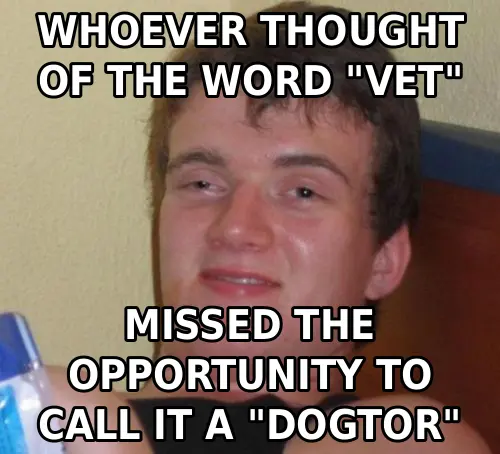 WHOEVER THOUGHT
OF THE WORD "VET"
MISSED THE
OPPORTUNITY TO
CALL IT A "DOGTOR"